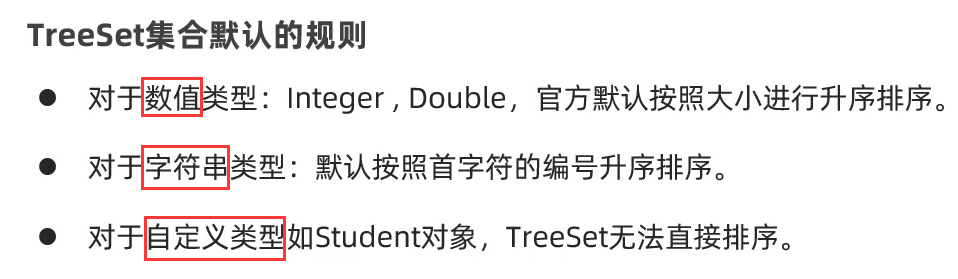 TreeSet集合默认的规则
● 对于数值类型：Integer , Double，官方默认按照大小进行升序排序。
● 对于字符串类型：默认按照首字符的编号升序排序。
● 对于自定义类型如Student对象，TreeSet无法直接排序。